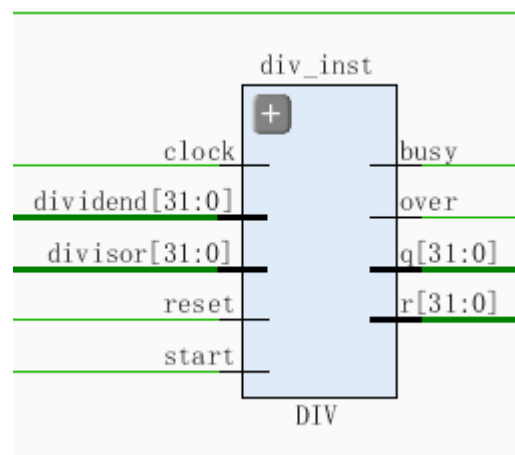 div_inst
+
clock
busy
dividend[31:0]
over
divisor[31:0]
q[31:0]
reset
r[31:0]
start
DIV